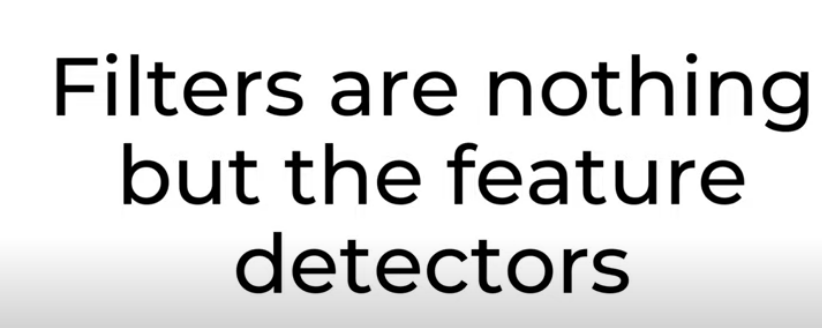 Filters are nothing
but the feature
detectors